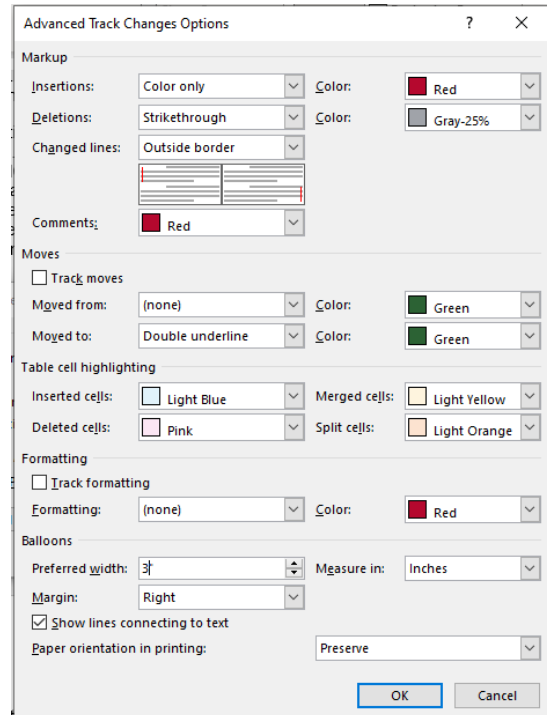 Advanced Track Changes Options ? ×
Markup
Insertions: Color only Color: Red
Deletions: Strikethrough Color: Gray-25%
Changed lines: Outside border
Comments: Red
Moves
Track moves
Moved from: (none) Color: Green
Moved to: Double underline Color: Green
Table cell highlighting
Inserted cells: Light Blue Merged cells: Light Yellow
Deleted cells: Pink Split cells: Light Orange
Formatting
Track formatting
Formatting: (none) Color: Red
Balloons
Preferred width: 3" Measure in: Inches
Margin: Right
Show lines connecting to text
Paper orientation in printing: Preserve
OK Cancel